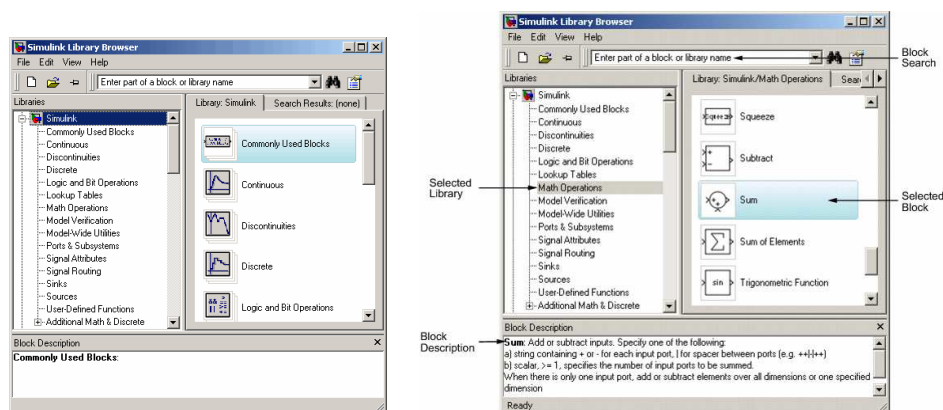 Simulink Library Browser
File Edit View Help
Enter part of a block or library name
Libraries
Simulink
Commonly Used Blocks
Continuous
Discontinuities
Discrete
Logic and Bit Operations
Lookup Tables
Math Operations
Model Verification
Model-Wide Utilities
Ports & Subsystems
Signal Attributes
Signal Routing
Sinks
Sources
User-Defined Functions
Additional Math & Discrete
Library: Simulink
Search Results: (none)
Commonly Used Blocks
Continuous
Discontinuities
Discrete
Logic and Bit Operations
Block Description
Commonly Used Blocks:
Simulink Library Browser
File Edit View Help
Enter part of a block or library name
Block
Search
Libraries
Simulink
Commonly Used Blocks
Continuous
Discontinuities
Discrete
Logic and Bit Operations
Lookup Tables
Math Operations
Model Verification
Model-Wide Utilities
Ports & Subsystems
Signal Attributes
Signal Routing
Sinks
Sources
User-Defined Functions
Additional Math & Discrete
Selected
Library
Library: Simulink/Math Operations
Squeeze
Squeeze
Subtract
Sum
Sum of Elements
sin
Trigonometric Function
Selected
Block
Block
Description
Block Description
Sum: Add or subtract inputs. Specify one of the following:
a) string containing + or - for each input port, | for spacer between ports (e.g. ++|-|++)
b) scalar, >= 1, specifies the number of input ports to be summed.
When there is only one input port, add or subtract elements over all dimensions or one specified
dimension
Ready